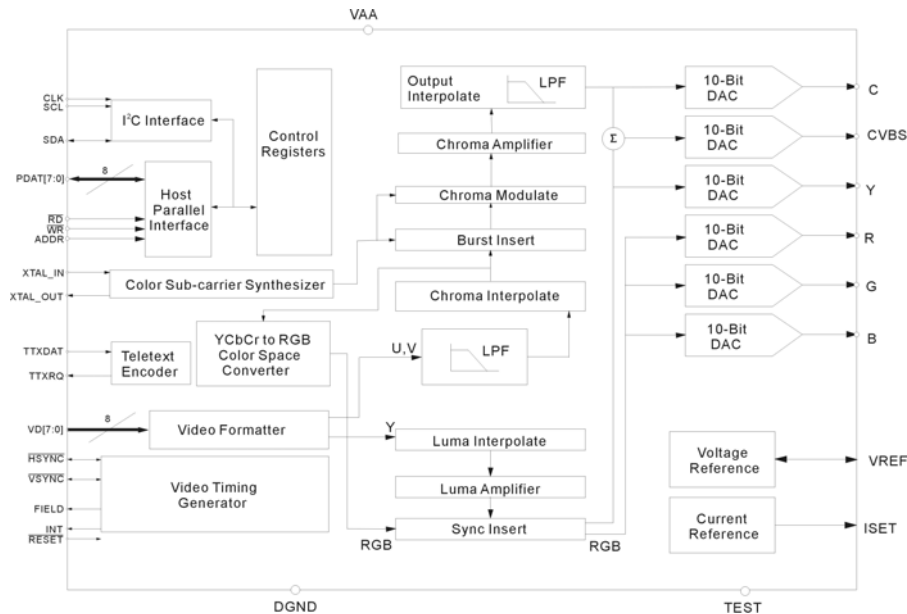 VAA
CLK
SCL
SDA
I²C Interface
Control
Registers
PDAT[7:0]
8
Host
Parallel
Interface
RD
WR
ADDR
XTAL_IN
XTAL_OUT
Color Sub-carrier Synthesizer
TTXDAT
TTXRQ
Teletext
Encoder
YCbCr to RGB
Color Space
Converter
VD[7:0]
8
Video Formatter
HSYNC
VSYNC
FIELD
INT
RESET
Video Timing
Generator
Output
Interpolate
LPF
Chroma Amplifier
Chroma Modulate
Burst Insert
Chroma Interpolate
U,V
LPF
Y
Luma Interpolate
Luma Amplifier
Sync Insert
RGB
RGB
Σ
10-Bit
DAC
C
10-Bit
DAC
CVBS
10-Bit
DAC
Y
10-Bit
DAC
R
10-Bit
DAC
G
10-Bit
DAC
B
Voltage
Reference
VREF
Current
Reference
ISET
DGND
TEST